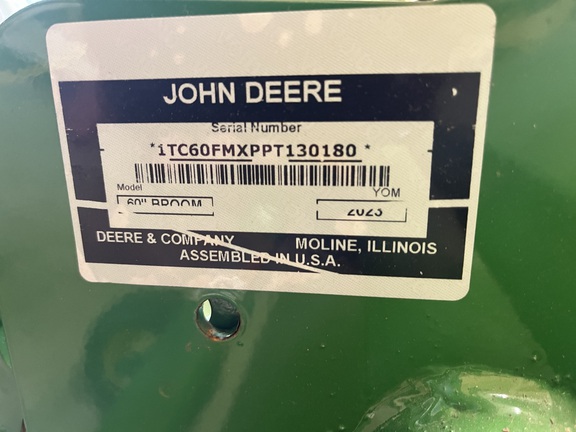 JOHN DEERE
Serial Number
*1TC60FMXPPT130180*
Model YOM
60" BROOM 2023
DEERE & COMPANY MOLINE, ILLINOIS
ASSEMBLED IN U.S.A.